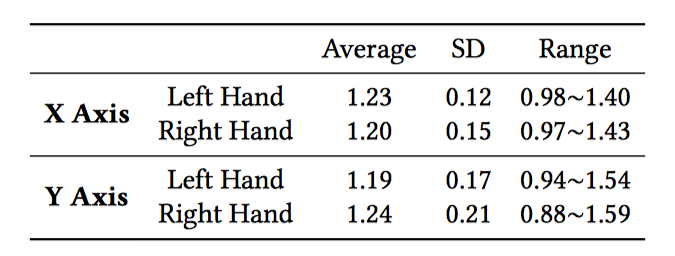 Average SD Range
X Axis Left Hand 1.23 0.12 0.98~1.40
Right Hand 1.20 0.15 0.97~1.43
Y Axis Left Hand 1.19 0.17 0.94~1.54
Right Hand 1.24 0.21 0.88~1.59